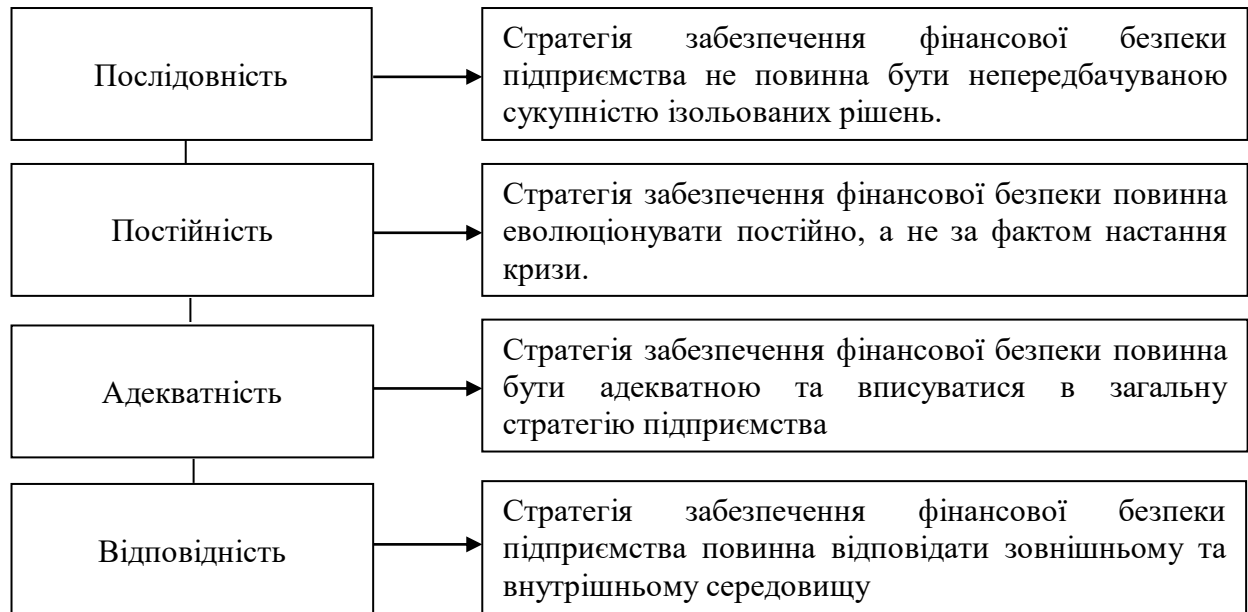 Послідовність
Стратегія забезпечення фінансової безпеки
підприємства не повинна бути непередбачуваною
сукупністю ізольованих рішень.
Постійність
Стратегія забезпечення фінансової безпеки повинна
еволюціонувати постійно, а не за фактом настання
кризи.
Адекватність
Стратегія забезпечення фінансової безпеки повинна
бути адекватною та вписуватися в загальну
стратегію підприємства
Відповідність
Стратегія забезпечення фінансової безпеки
підприємства повинна відповідати зовнішньому та
внутрішньому середовищу